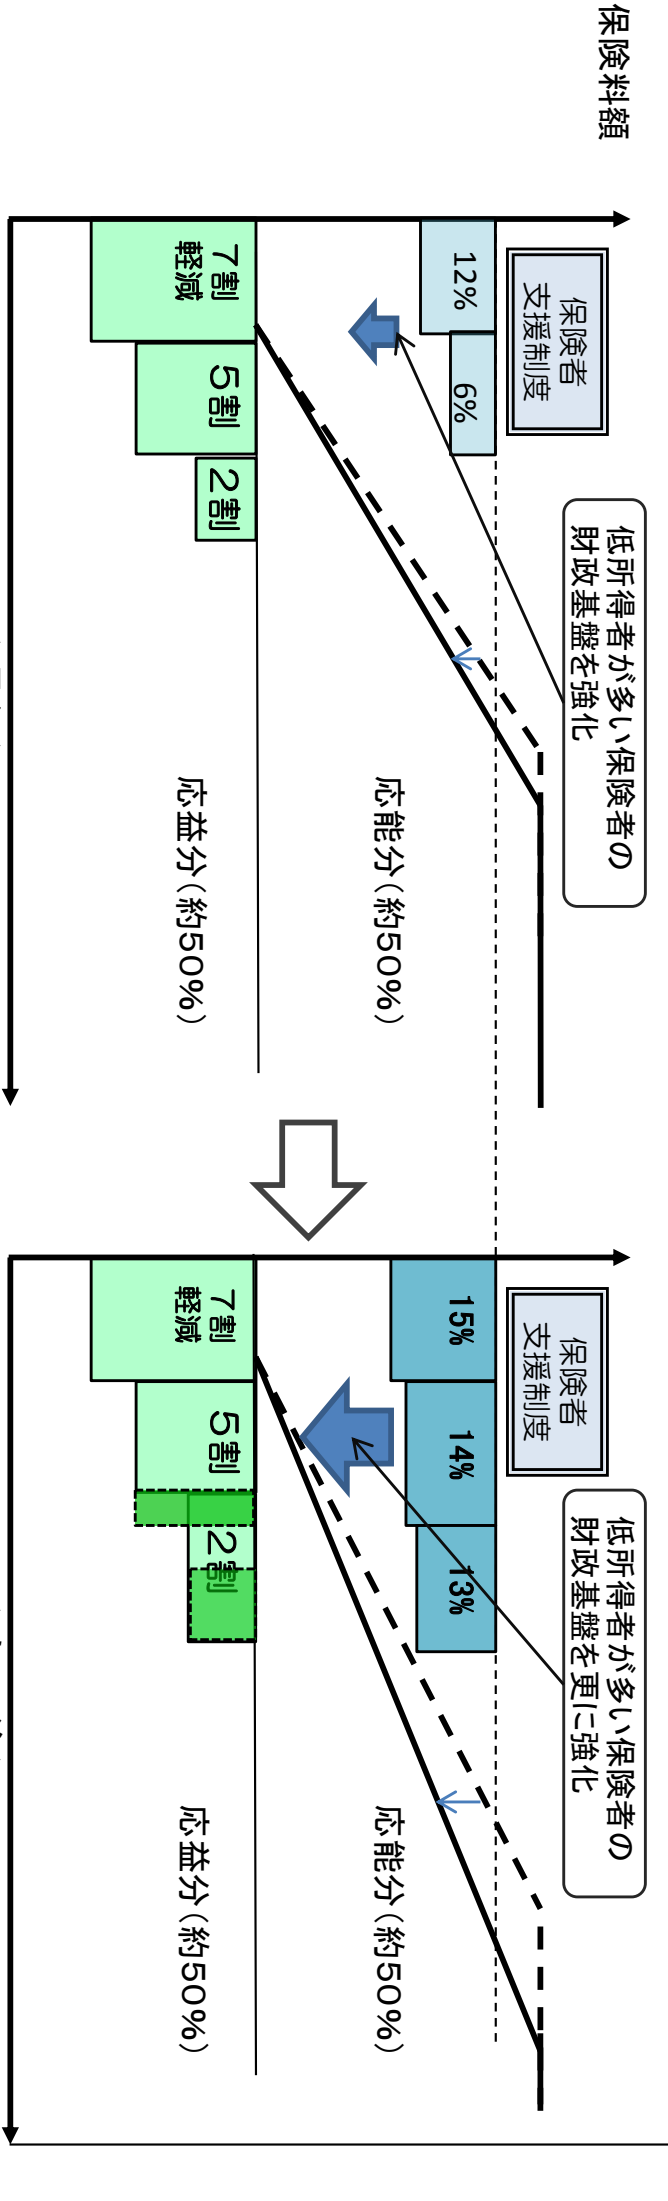 保険料額
保険者
支援制度
低所得者が多い保険者の
財政基盤を強化
12%
6%
応能分（約50%）
7割
軽減
5割
2割
応益分（約50%）
保険者
支援制度
低所得者が多い保険者の
財政基盤を更に強化
15%
14%
13%
応能分（約50%）
7割
軽減
5割
2割
応益分（約50%）